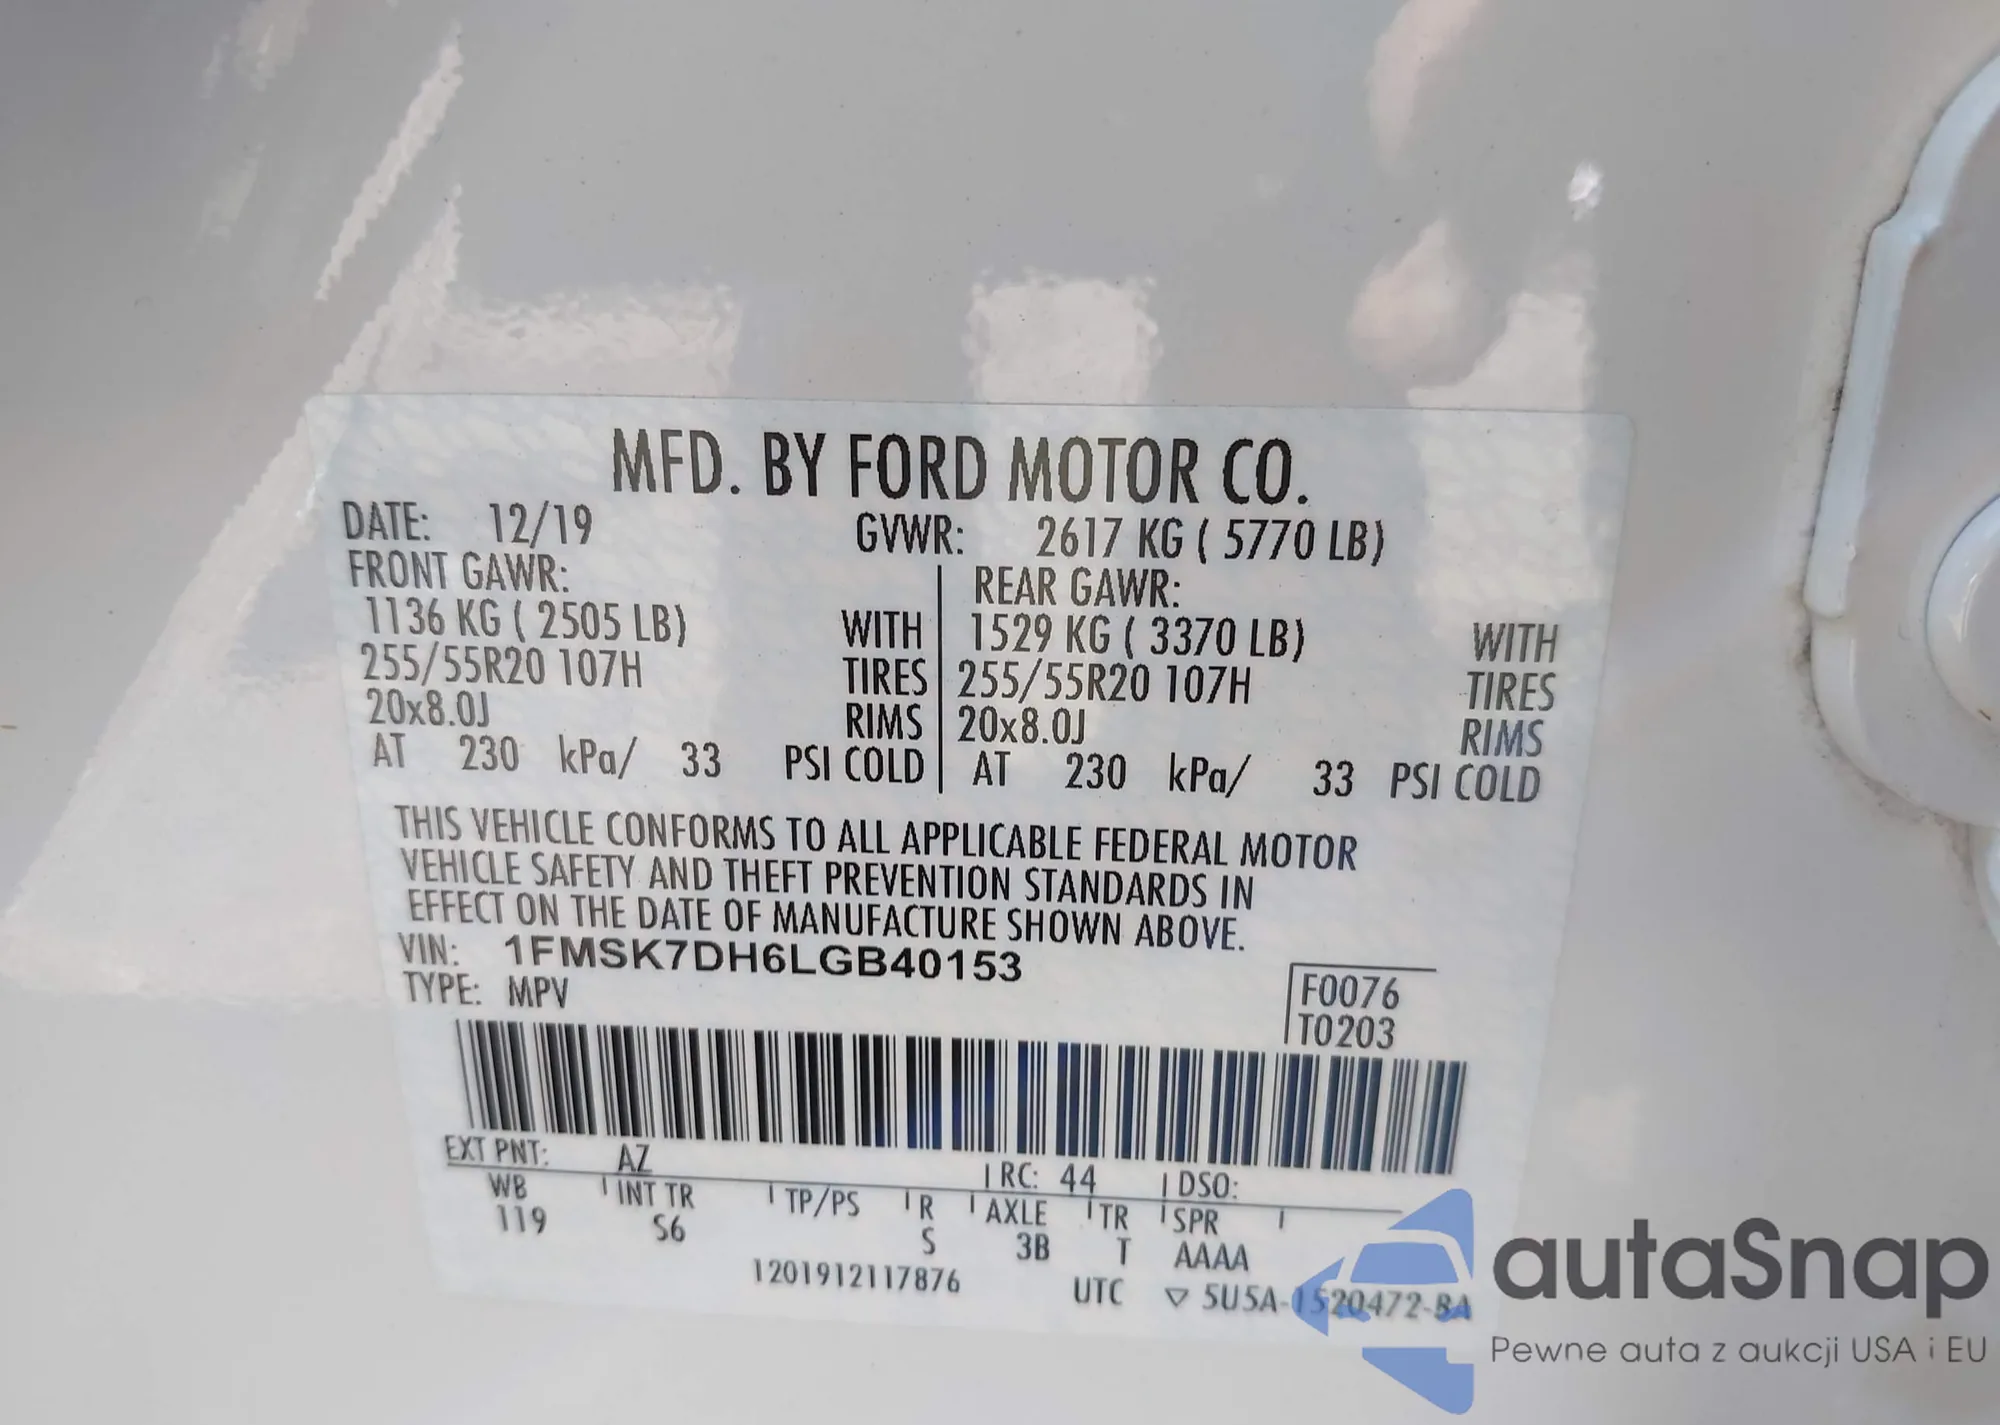 MFD. BY FORD MOTOR CO.
DATE: 12/19 GVWR: 2617 KG ( 5770 LB)
FRONT GAWR: REAR GAWR:
1136 KG ( 2505 LB) WITH 1529 KG ( 3370 LB) WITH
255/55R20 107H TIRES 255/55R20 107H TIRES
20x8.0J RIMS 20x8.0J RIMS
AT 230 kPa/ 33 PSI COLD AT 230 kPa/ 33 PSI COLD
THIS VEHICLE CONFORMS TO ALL APPLICABLE FEDERAL MOTOR
VEHICLE SAFETY AND THEFT PREVENTION STANDARDS IN
EFFECT ON THE DATE OF MANUFACTURE SHOWN ABOVE.
VIN: 1FMSK7DH6LGB40153
TYPE: MPV
F0076
T0203
EXT PNT: AZ RC: 44 DSO:
WB INT TR TP/PS R AXLE TR SPR
119 S6 S 3B T AAAA
1201912117876 UTC ▽ 5U5A-1520472-BA
autaSnap
Pewne auta z aukcji USA i EU